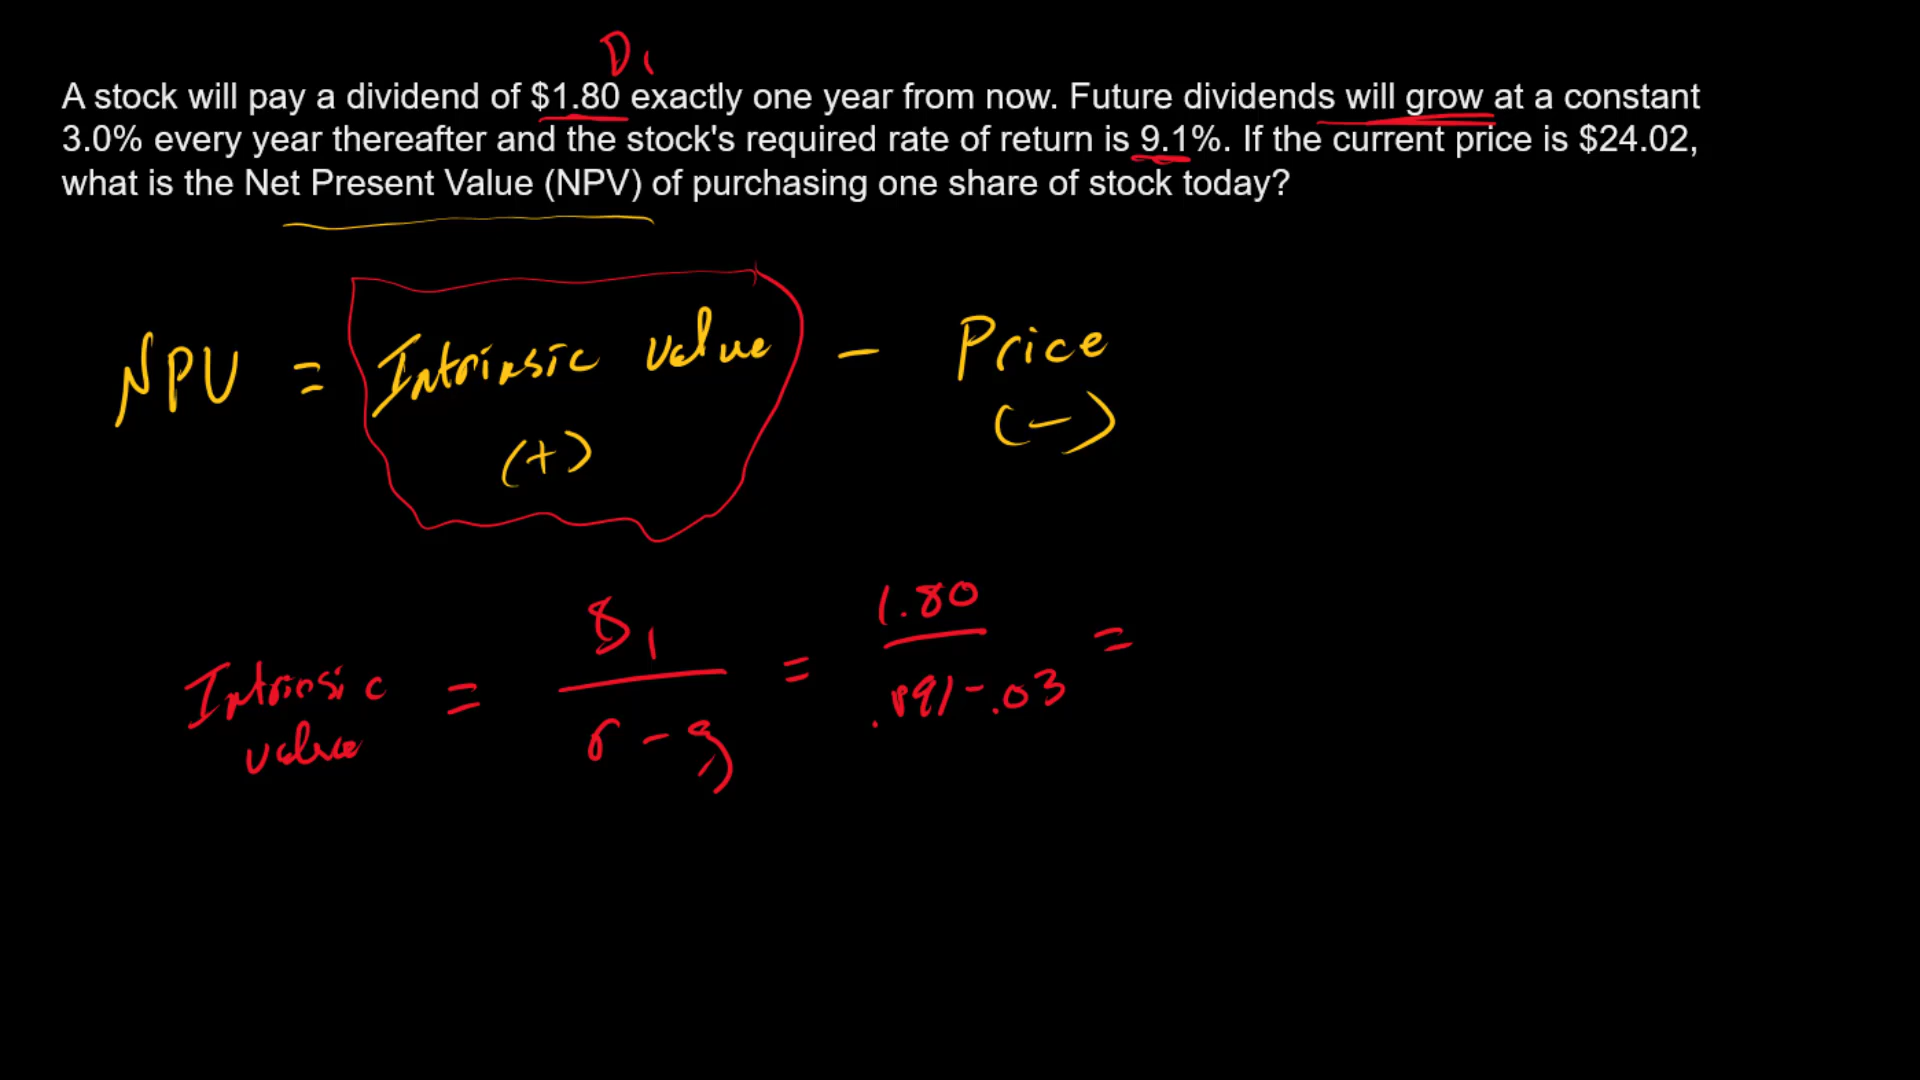 D1
A stock will pay a dividend of $1.80 exactly one year from now. Future dividends will grow at a constant
3.0% every year thereafter and the stock's required rate of return is 9.1%. If the current price is $24.02,
what is the Net Present Value (NPV) of purchasing one share of stock today?
NPV = Intrinsic value - Price
(+) (-)
Intrinsic value = D1 / r - g = 1.80 / .091 - .03 =